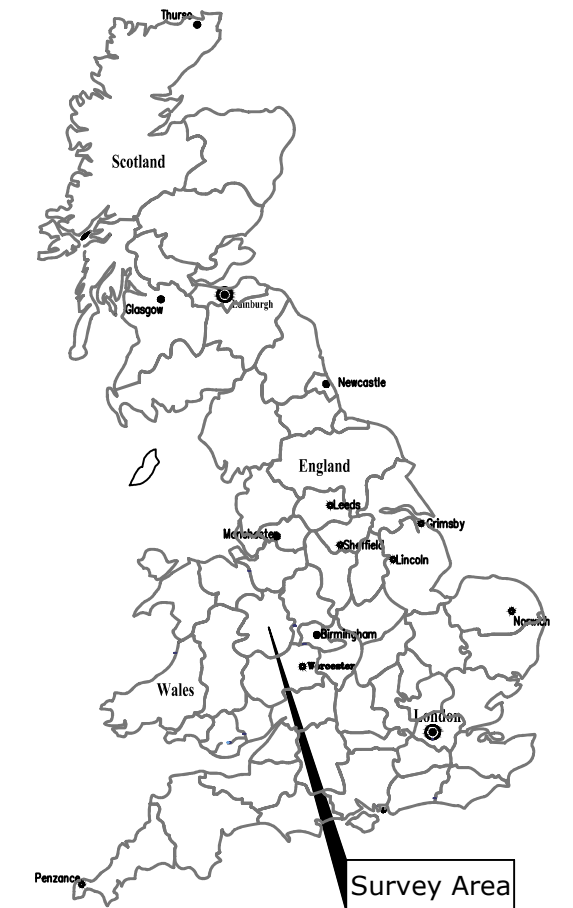 Thurso
Scotland
Glasgow
Edinburgh
Newcastle
England
Leeds
Manchester
Grimsby
Sheffield
Lincoln
Norwich
Birmingham
Worcester
Wales
London
Penzance
Survey Area